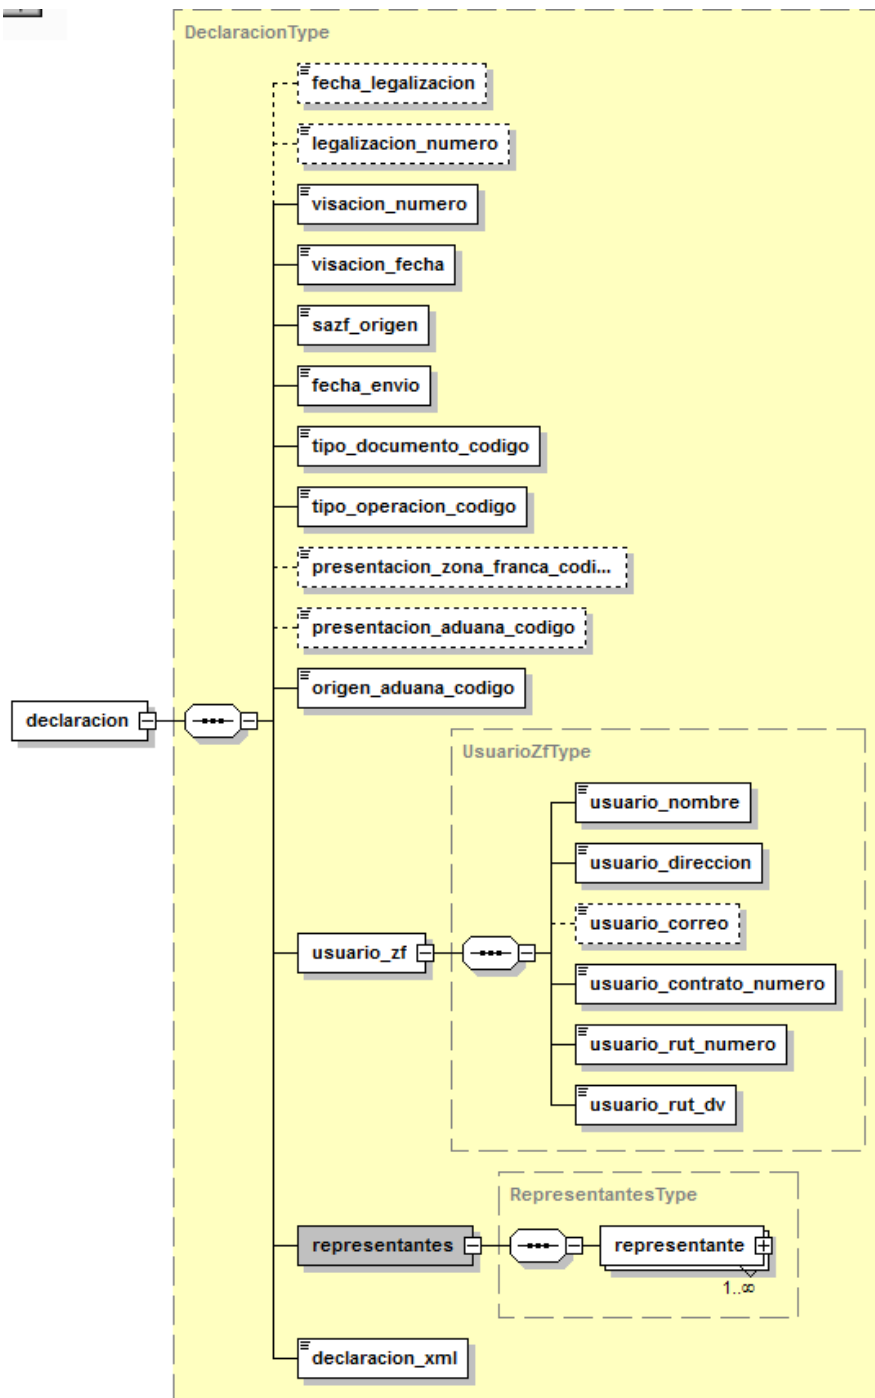 DeclaracionType
fecha_legalizacion
legalizacion_numero
visacion_numero
visacion_fecha
sazf_origen
fecha_envio
tipo_documento_codigo
tipo_operacion_codigo
presentacion_zona_franca_codi...
presentacion_aduana_codigo
origen_aduana_codigo
declaracion
UsuarioZfType
usuario_nombre
usuario_direccion
usuario_correo
usuario_zf
usuario_contrato_numero
usuario_rut_numero
usuario_rut_dv
RepresentantesType
representantes
representante
1..∞
declaracion_xml